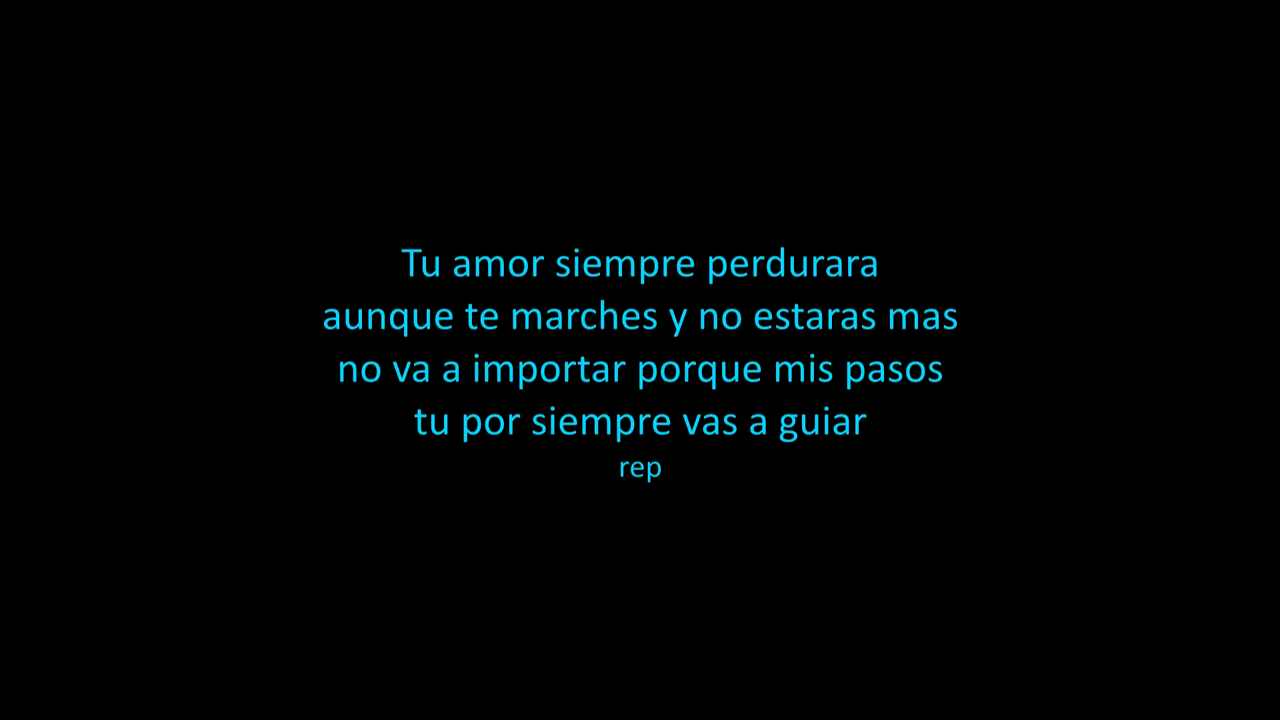 Tu amor siempre perdurara
aunque te marches y no estaras mas
no va a importar porque mis pasos
tu por siempre vas a guiar
rep